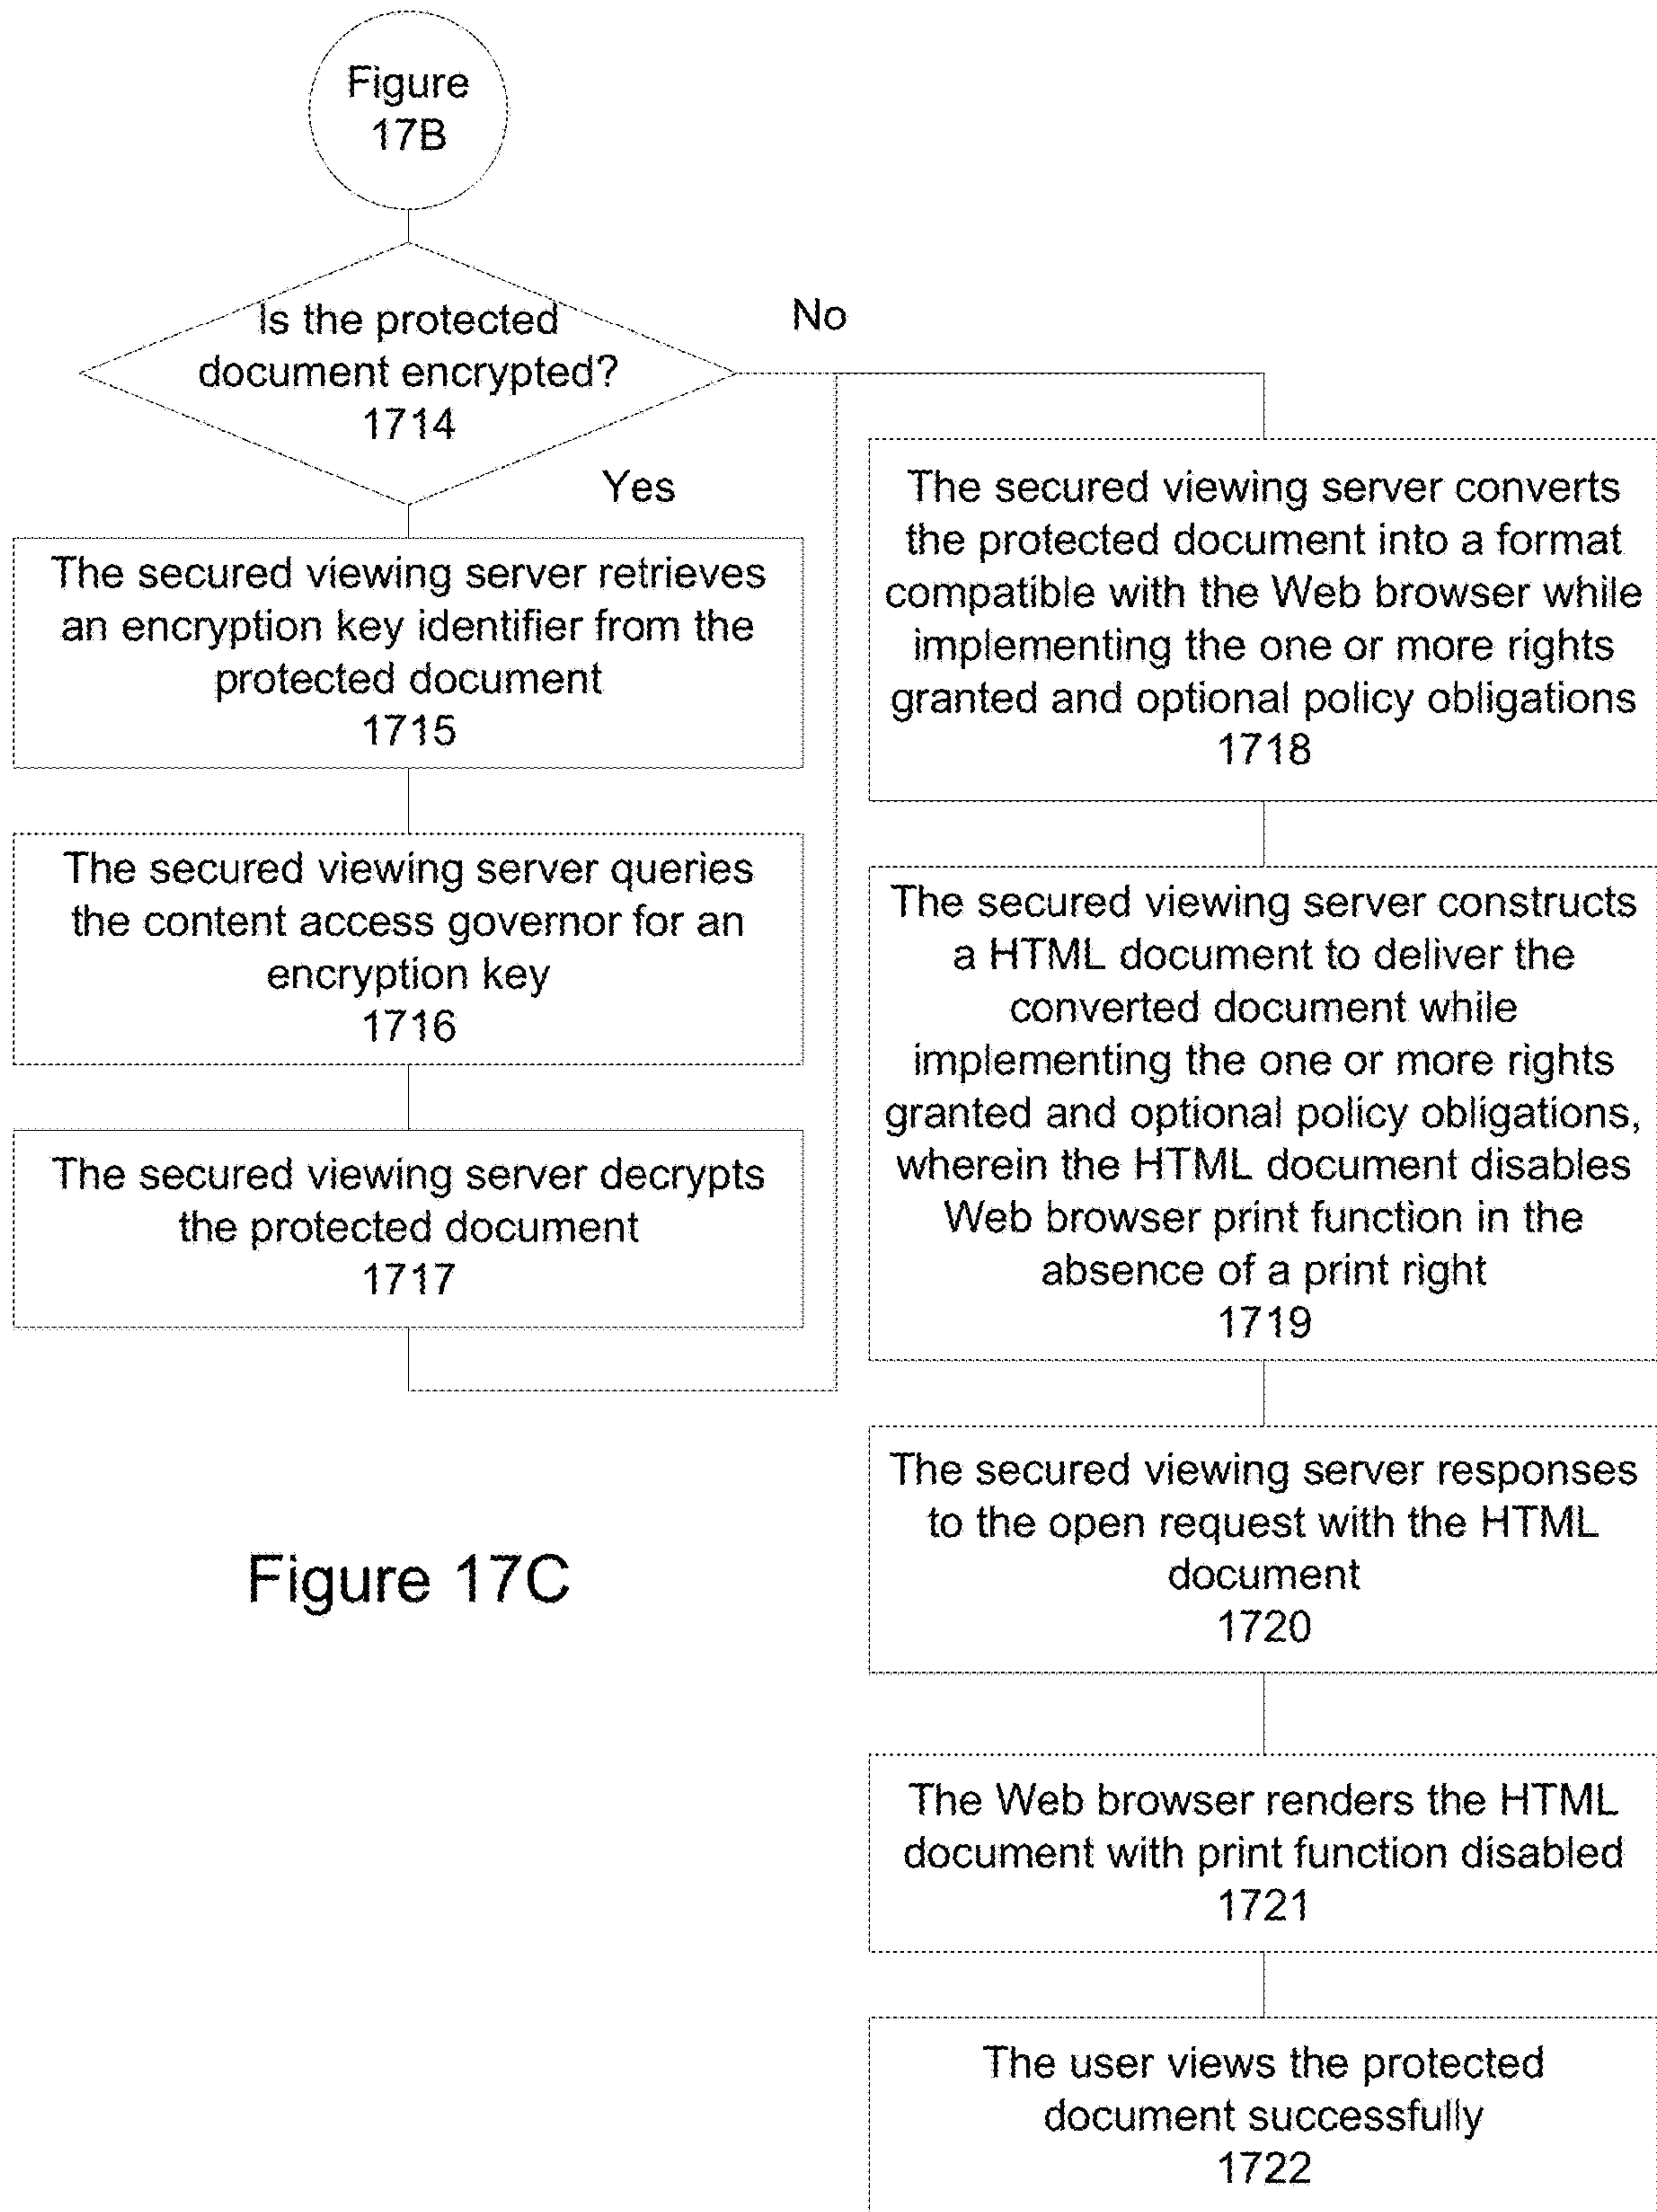 Figure
17B
Is the protected
document encrypted?
1714
No
Yes
The secured viewing server retrieves
an encryption key identifier from the
protected document
1715
The secured viewing server queries
the content access governor for an
encryption key
1716
The secured viewing server decrypts
the protected document
1717
The secured viewing server converts
the protected document into a format
compatible with the Web browser while
implementing the one or more rights
granted and optional policy obligations
1718
The secured viewing server constructs
a HTML document to deliver the
converted document while
implementing the one or more rights
granted and optional policy obligations,
wherein the HTML document disables
Web browser print function in the
absence of a print right
1719
The secured viewing server responses
to the open request with the HTML
document
1720
The Web browser renders the HTML
document with print function disabled
1721
The user views the protected
document successfully
1722
Figure 17C